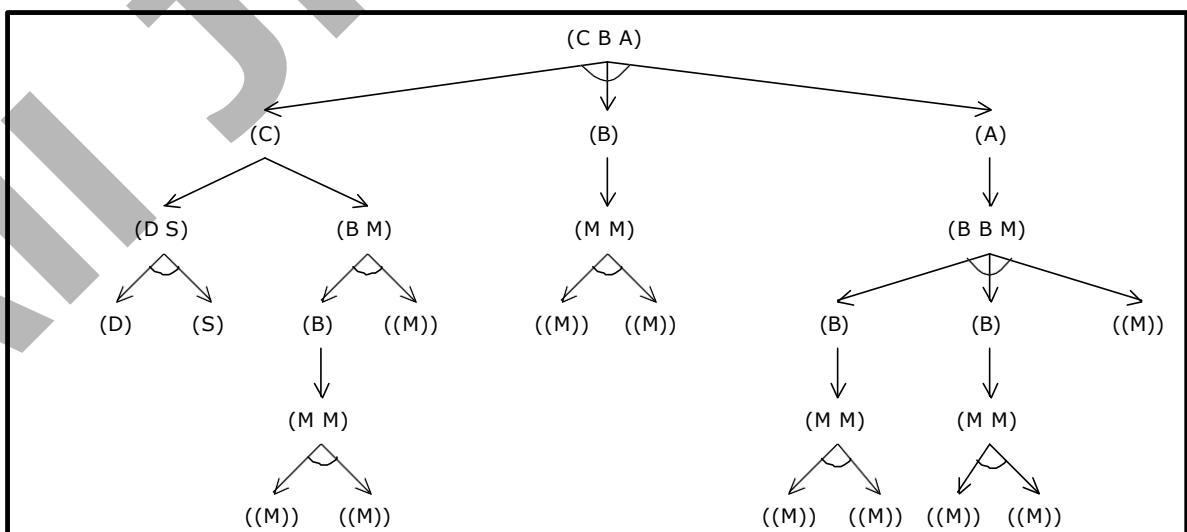 (C B A)
(C) (B) (A)
(D S) (B M) (M M) (B B M)
(D) (S) (B) ((M)) ((M)) ((M)) (B) (B) ((M))
(M M) (M M) (M M)
((M)) ((M)) ((M)) ((M)) ((M)) ((M))